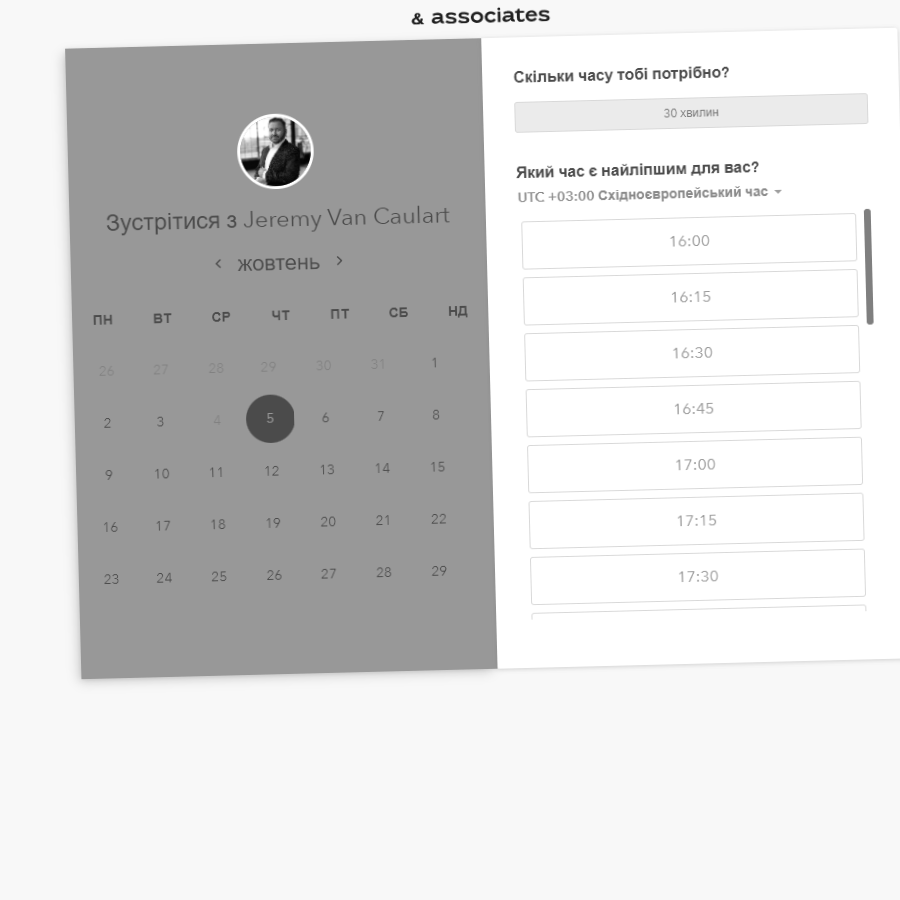 & associates
Зустрітися з Jeremy Van Caulart
жовтень
ПН ВТ СР ЧТ ПТ СБ НД
26 27 28 29 30 31 1
2 3 4 5 6 7 8
9 10 11 12 13 14 15
16 17 18 19 20 21 22
23 24 25 26 27 28 29
Скільки часу тобі потрібно?
30 хвилин
Який час є найліпшим для вас?
UTC +03:00 Східноєвропейський час
16:00
16:15
16:30
16:45
17:00
17:15
17:30